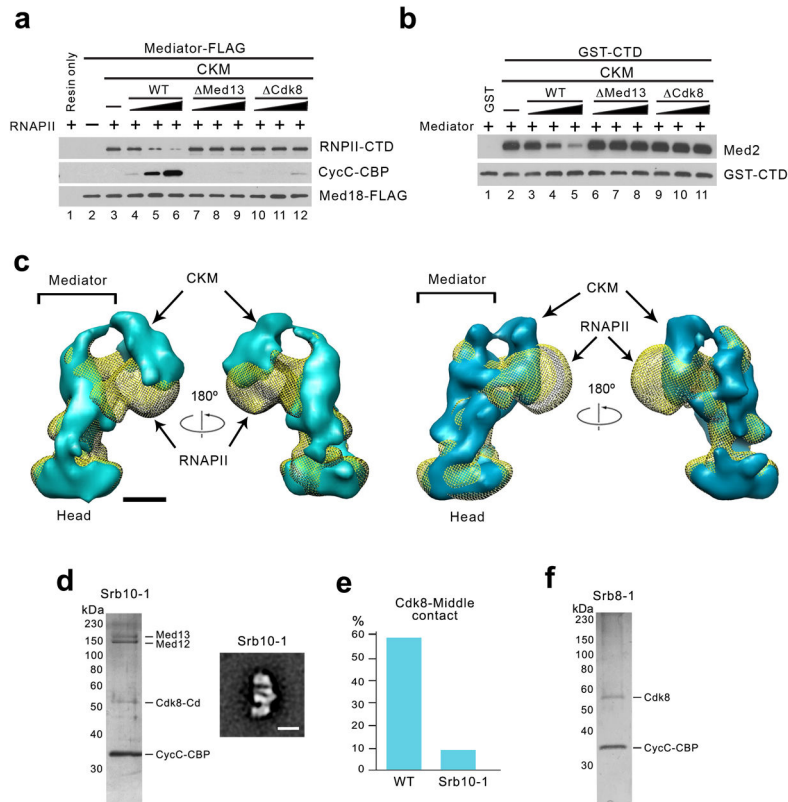 a
Mediator-FLAG
CKM
Resin only
WT
ΔMed13
ΔCdk8
RNAPII + − + + + + + + + + + +
RNPII-CTD
CycC-CBP
Med18-FLAG
1 2 3 4 5 6 7 8 9 10 11 12
b
GST-CTD
CKM
GST
WT
ΔMed13
ΔCdk8
Mediator + + + + + + + + + + +
Med2
GST-CTD
1 2 3 4 5 6 7 8 9 10 11
c
Mediator
CKM
180º
RNAPII
Head
Mediator
CKM
RNAPII
180º
Head
d
Srb10-1
kDa
230
150
100
80
60
50
40
30
Med13
Med12
Cdk8-Cd
CycC-CBP
Srb10-1
e
Cdk8-Middle
contact
%
60
50
40
30
20
10
0
WT
Srb10-1
f
Srb8-1
kDa
230
150
100
80
60
50
40
30
Cdk8
CycC-CBP